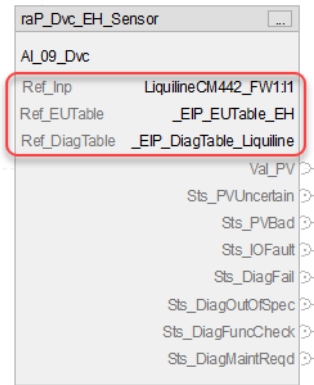 raP_Dvc_EH_Sensor ...
AI_09_Dvc
Ref_Inp LiquilineCM442_FW1:I1
Ref_EUTable _EIP_EUTable_EH
Ref_DiagTable _EIP_DiagTable_Liquiline
Val_PV
Sts_PVUncertain
Sts_PVBad
Sts_IOFault
Sts_DiagFail
Sts_DiagOutOfSpec
Sts_DiagFuncCheck
Sts_DiagMaintReqd